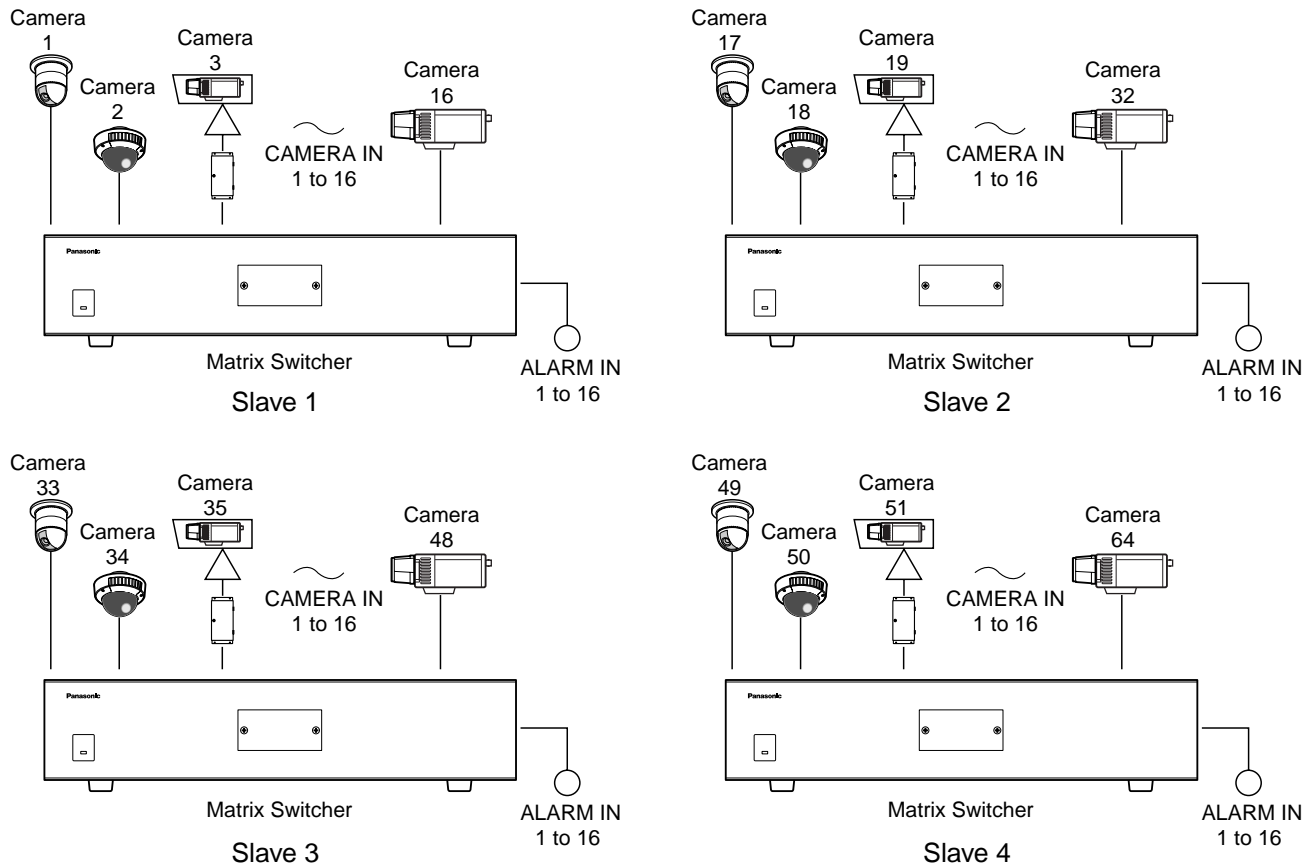 Camera
1
Camera
2
Camera
3
Camera
16
CAMERA IN
1 to 16
Panasonic
Matrix Switcher
Slave 1
ALARM IN
1 to 16
Camera
17
Camera
18
Camera
19
Camera
32
CAMERA IN
1 to 16
Panasonic
Matrix Switcher
Slave 2
ALARM IN
1 to 16
Camera
33
Camera
34
Camera
35
Camera
48
CAMERA IN
1 to 16
Panasonic
Matrix Switcher
Slave 3
ALARM IN
1 to 16
Camera
49
Camera
50
Camera
51
Camera
64
CAMERA IN
1 to 16
Panasonic
Matrix Switcher
Slave 4
ALARM IN
1 to 16